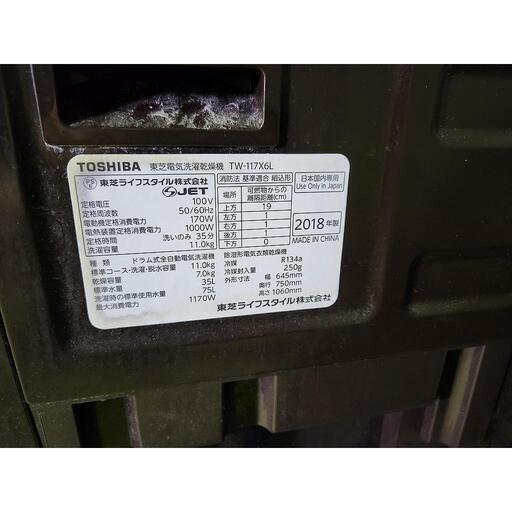 TOSHIBA 東芝電気洗濯乾燥機 TW-117X6L
PS E 東芝ライフスタイル株式会社
JET
定格電圧 100V
定格周波数 50/60Hz
電動機定格消費電力 170W
電熱装置定格消費電力 1000W
定格時間 洗いのみ 35分
洗濯容量 11.0kg
消防法 基準適合 組込形
場所 可燃物からの離隔距離(cm)
上方 19
左方 1
右方 1
後方 1
下方 0
日本国内専用
Use Only in Japan
2018年製
MADE IN CHINA
種類 ドラム式全自動電気洗濯機
標準コース・洗濯・脱水容量 11.0kg
7.0kg
標準水量 35L
洗濯時の標準使用水量 75L
最大消費電力 1170W
除湿形電気衣類乾燥機
冷媒 R134a
冷媒封入量 250g
外形寸法 幅 645mm
奥行 750mm
高さ 1060mm
東芝ライフスタイル株式会社